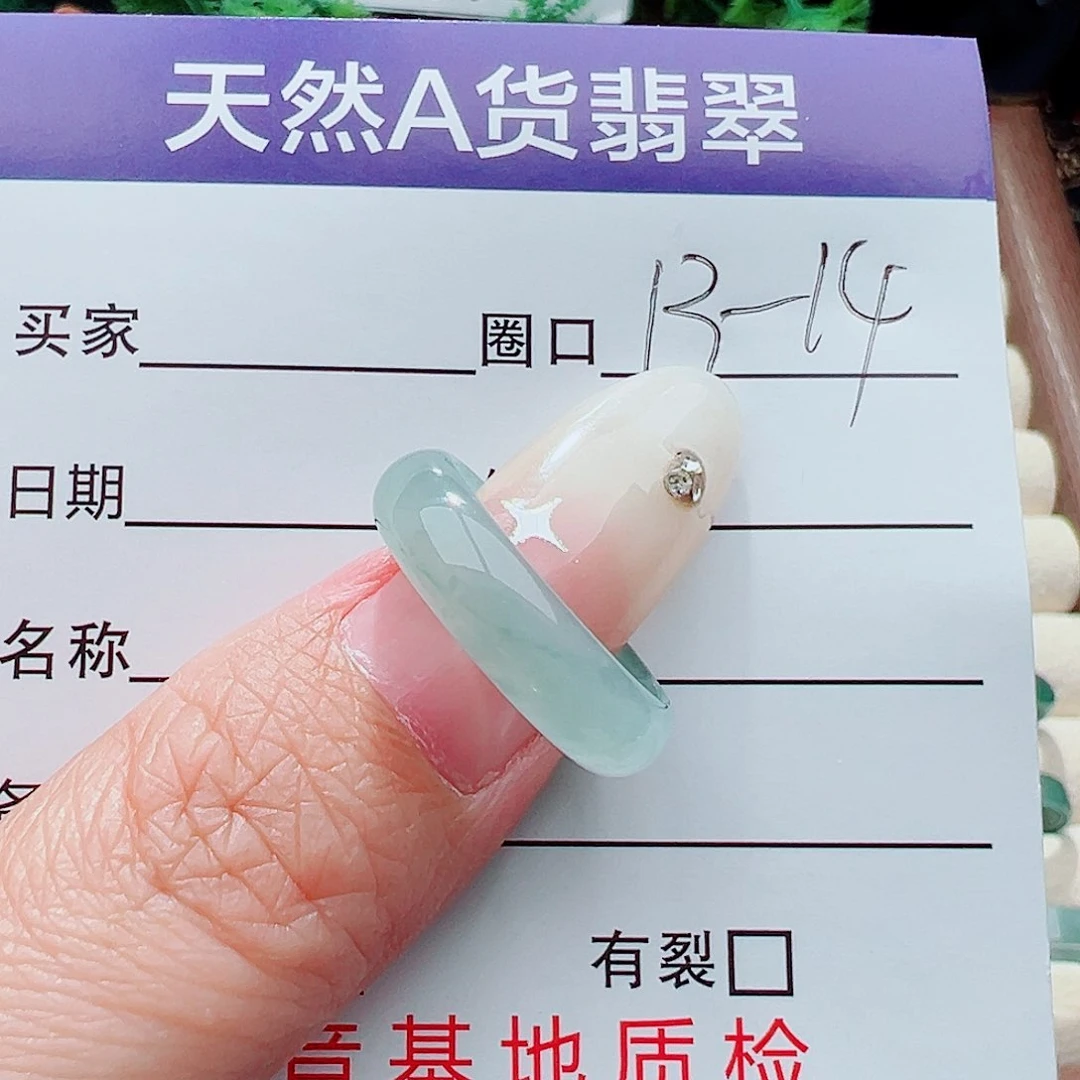 天然A货翡翠
买家 圈口 13-14
日期
名称
有裂
基地质检